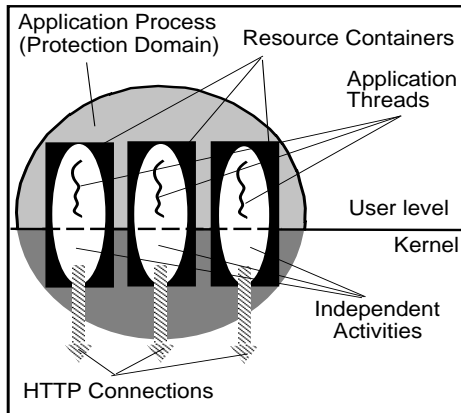 Application Process
(Protection Domain)
Resource Containers
Application
Threads
User level
Kernel
Independent
Activities
HTTP Connections